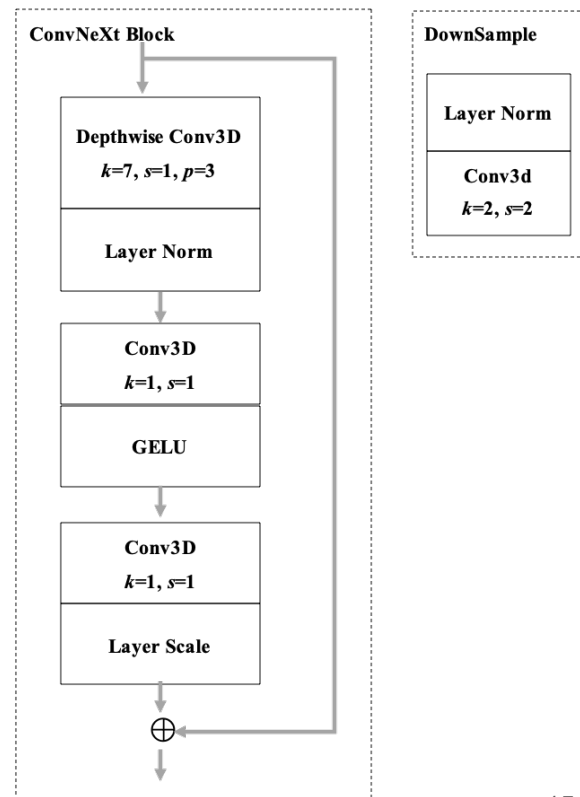 ConvNeXt Block
Depthwise Conv3D
k=7, s=1, p=3
Layer Norm
Conv3D
k=1, s=1
GELU
Conv3D
k=1, s=1
Layer Scale
DownSample
Layer Norm
Conv3d
k=2, s=2